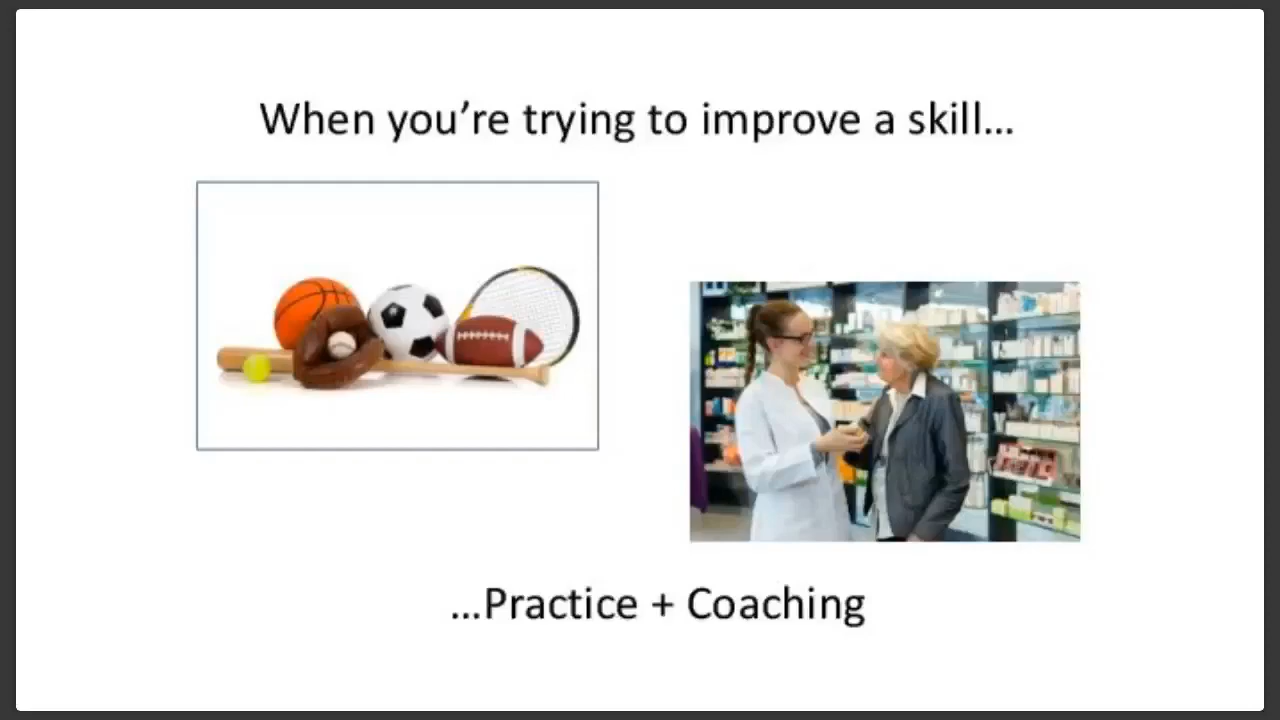 When you’re trying to improve a skill…
…Practice + Coaching